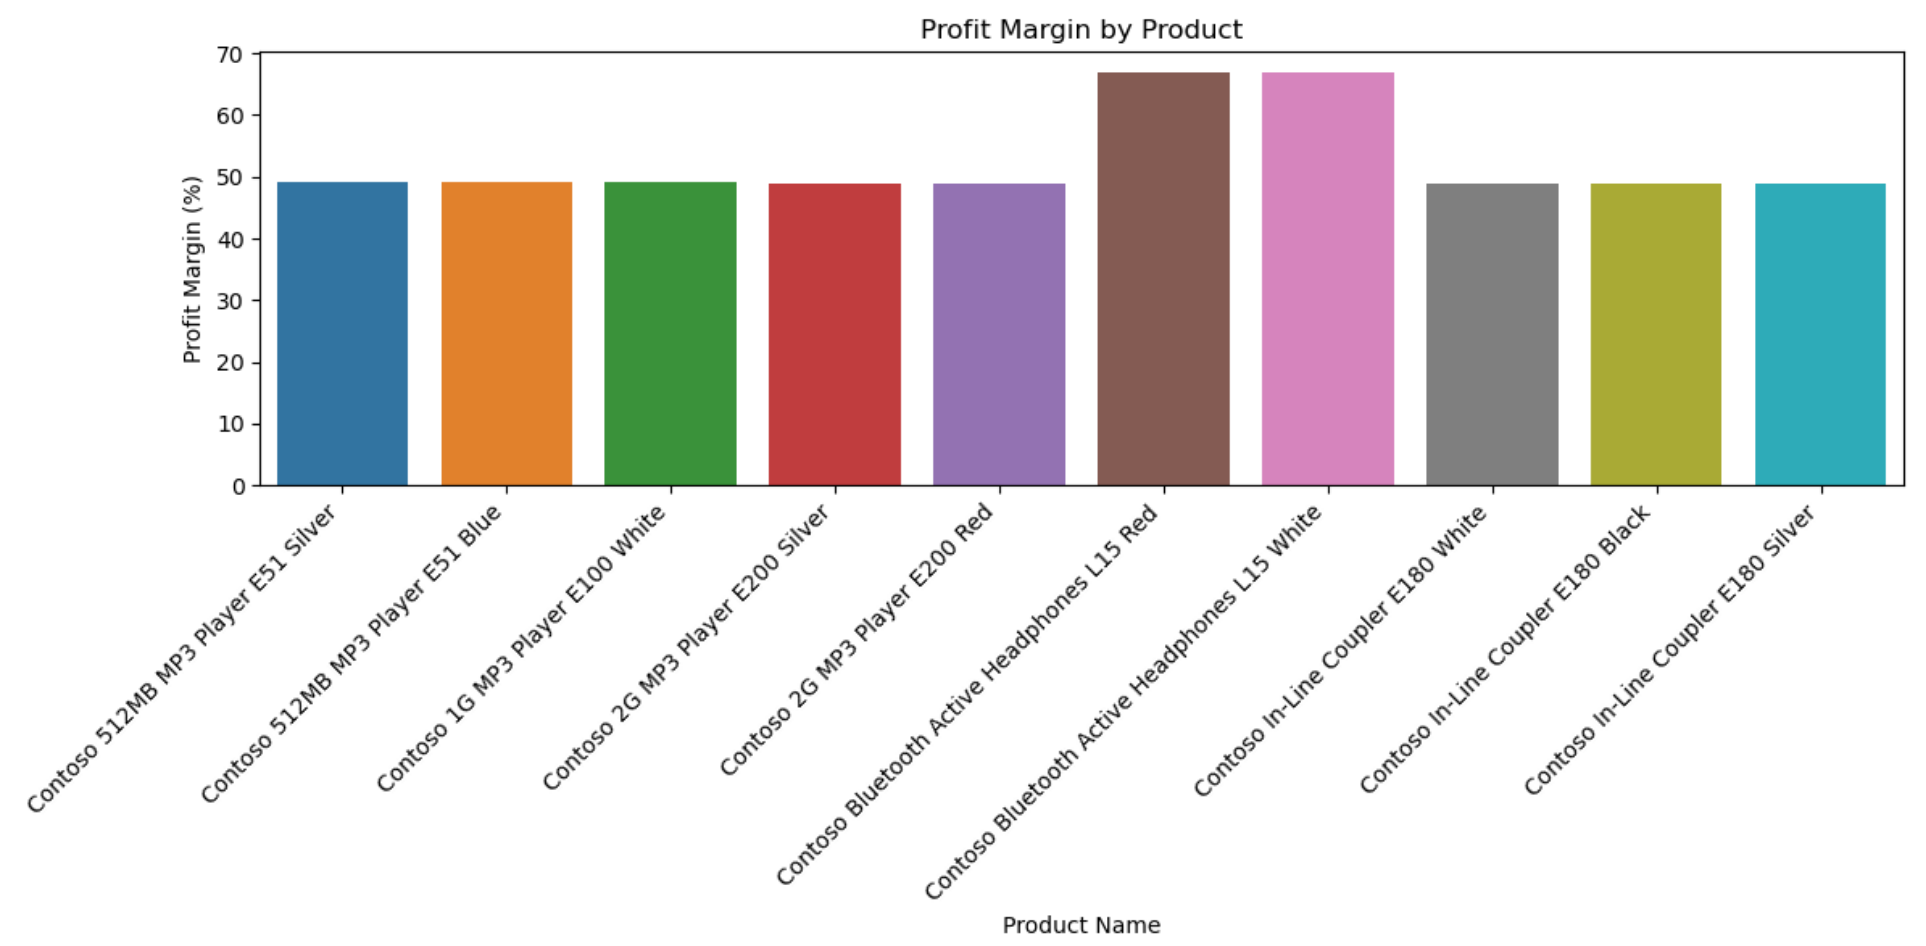 Profit Margin by Product
Profit Margin (%)
70
60
50
40
30
20
10
0
Contoso 512MB MP3 Player E51 Silver
Contoso 512MB MP3 Player E51 Blue
Contoso 1G MP3 Player E100 White
Contoso 2G MP3 Player E200 Silver
Contoso 2G MP3 Player E200 Red
Contoso Bluetooth Active Headphones L15 Red
Contoso Bluetooth Active Headphones L15 White
Contoso In-Line Coupler E180 White
Contoso In-Line Coupler E180 Black
Contoso In-Line Coupler E180 Silver
Product Name